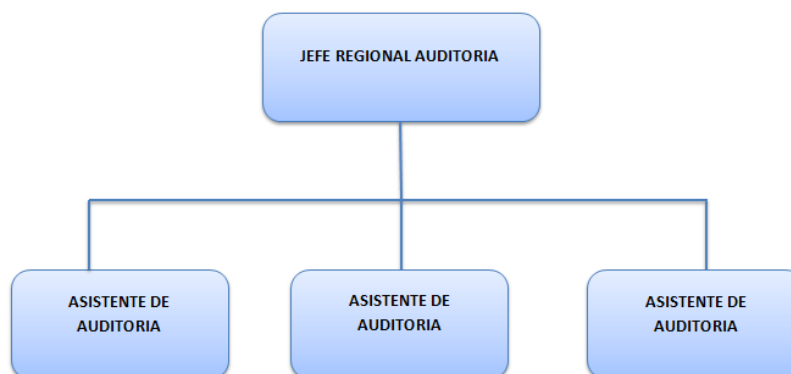 JEFE REGIONAL AUDITORIA
ASISTENTE DE
AUDITORIA
ASISTENTE DE
AUDITORIA
ASISTENTE DE
AUDITORIA